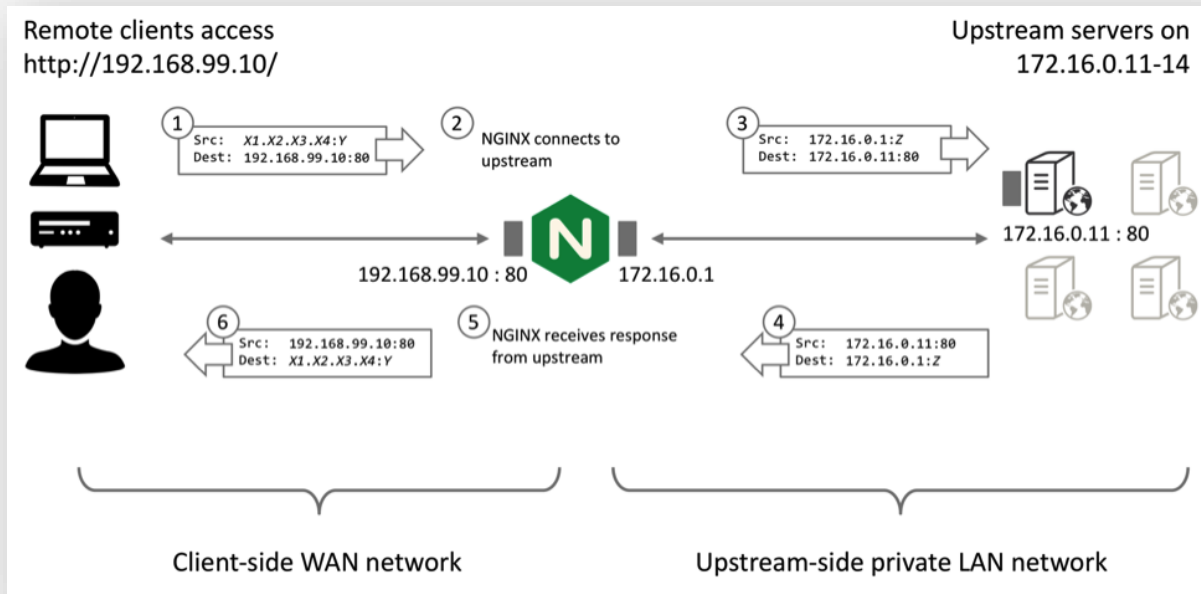 Remote clients access
http://192.168.99.10/
Upstream servers on
172.16.0.11-14
1
Src: X1.X2.X3.X4:Y
Dest: 192.168.99.10:80
2
NGINX connects to
upstream
3
Src: 172.16.0.1:Z
Dest: 172.16.0.11:80
N
192.168.99.10 : 80
172.16.0.1
172.16.0.11 : 80
6
Src: 192.168.99.10:80
Dest: X1.X2.X3.X4:Y
5
NGINX receives response
from upstream
4
Src: 172.16.0.11:80
Dest: 172.16.0.1:Z
Client-side WAN network
Upstream-side private LAN network